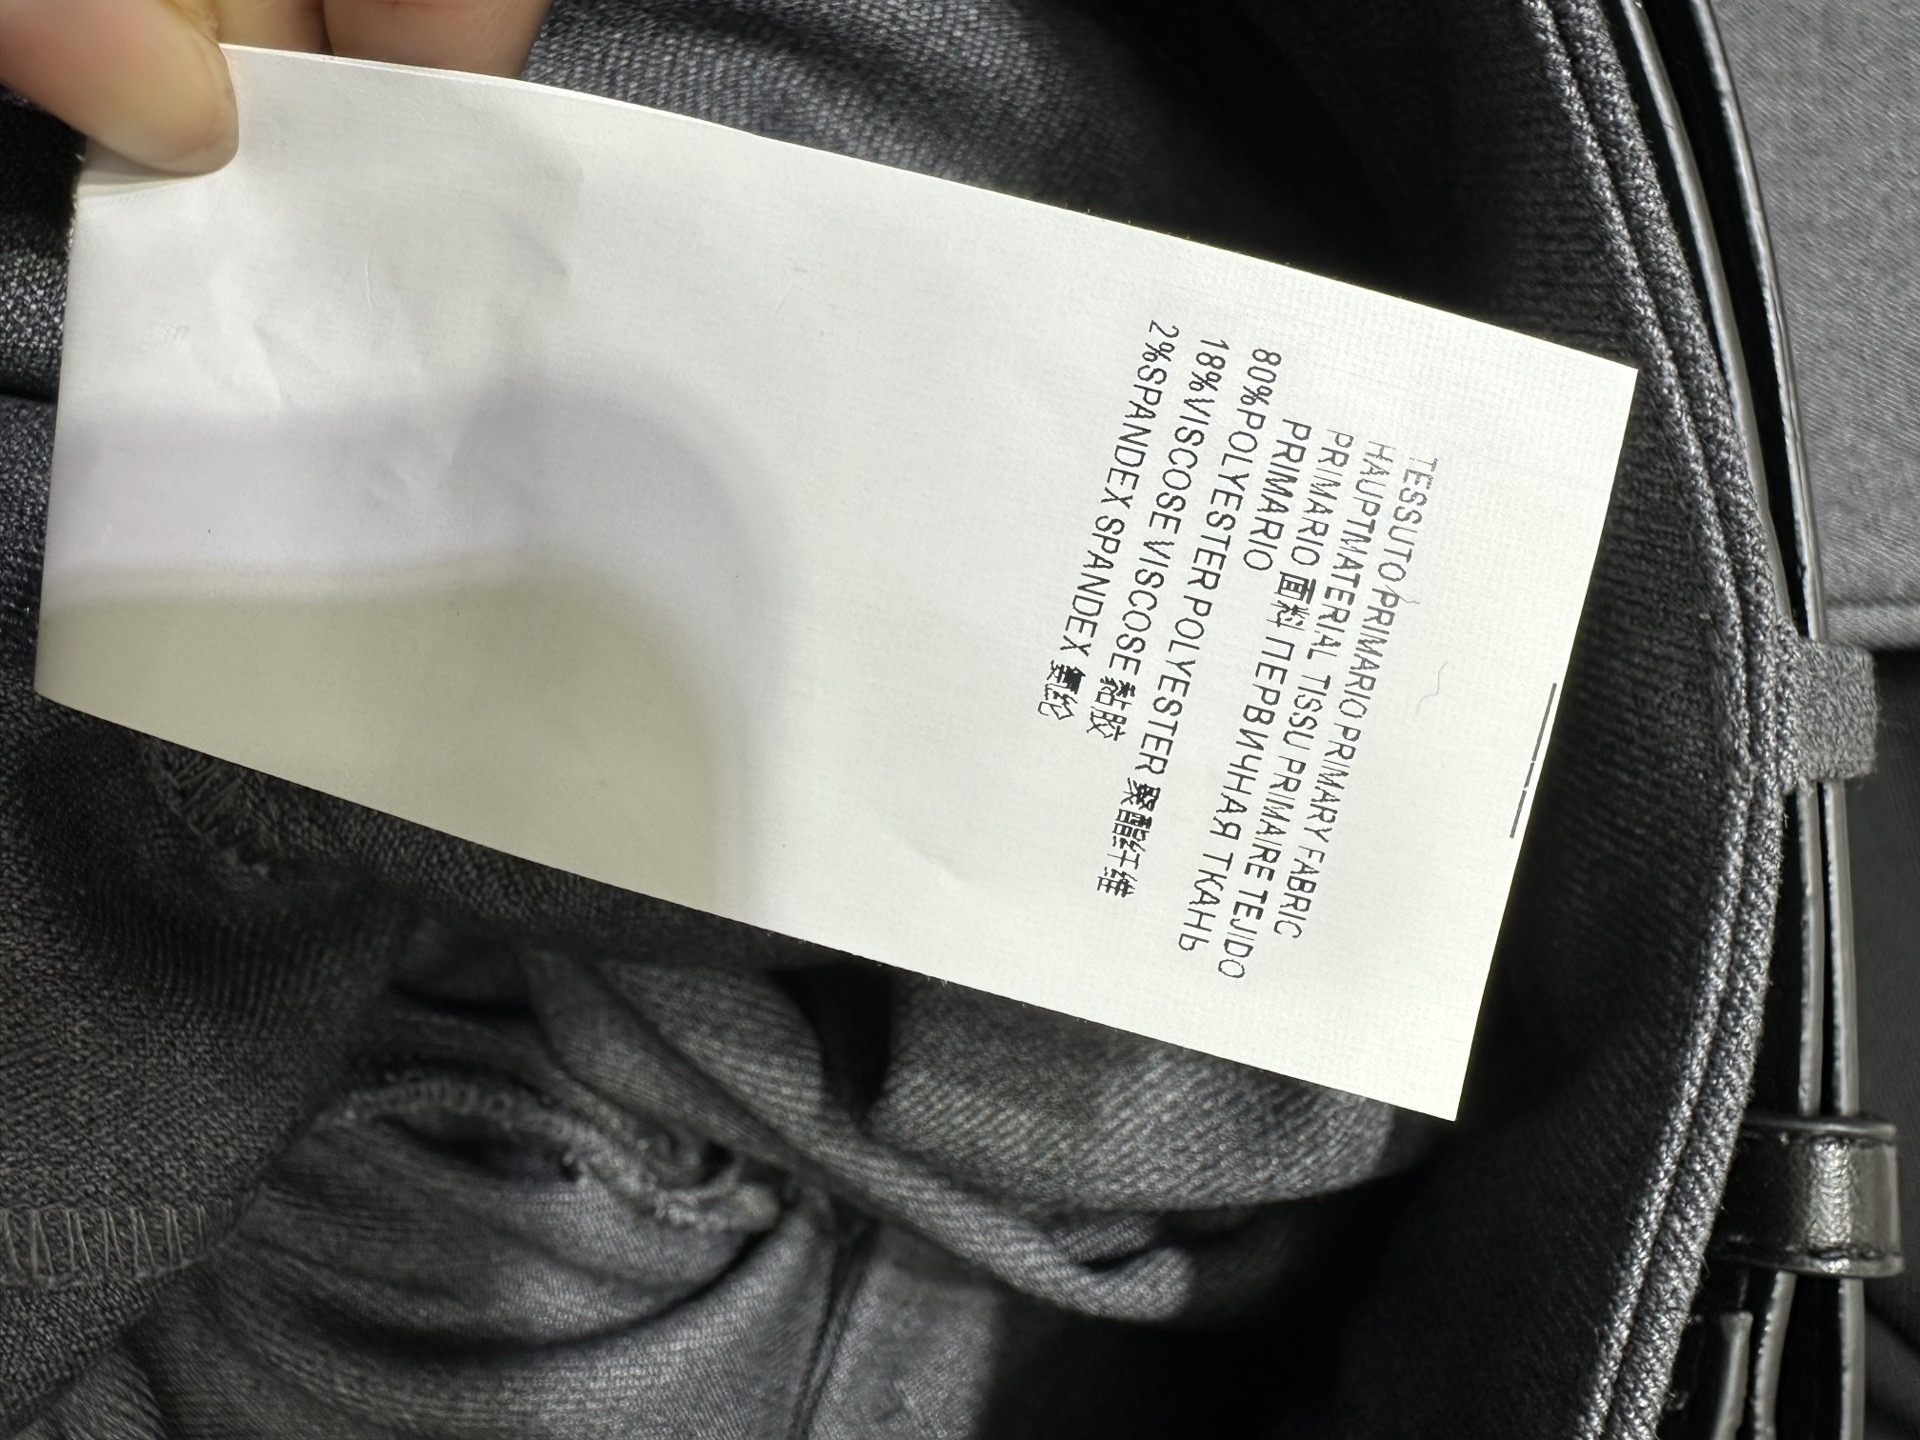 TESSUTO PRIMARIO PRIMARY FABRIC
HAUPTMATERIAL TISSU PRIMAIRE TEJIDO
PRIMARIO 面料 ПЕРВИЧНАЯ ТКАНЬ
PRIMARIO
80%POLYESTER POLYESTER 聚酯纤维
18%VISCOSE VISCOSE 黏胶
2%SPANDEX SPANDEX 氨纶